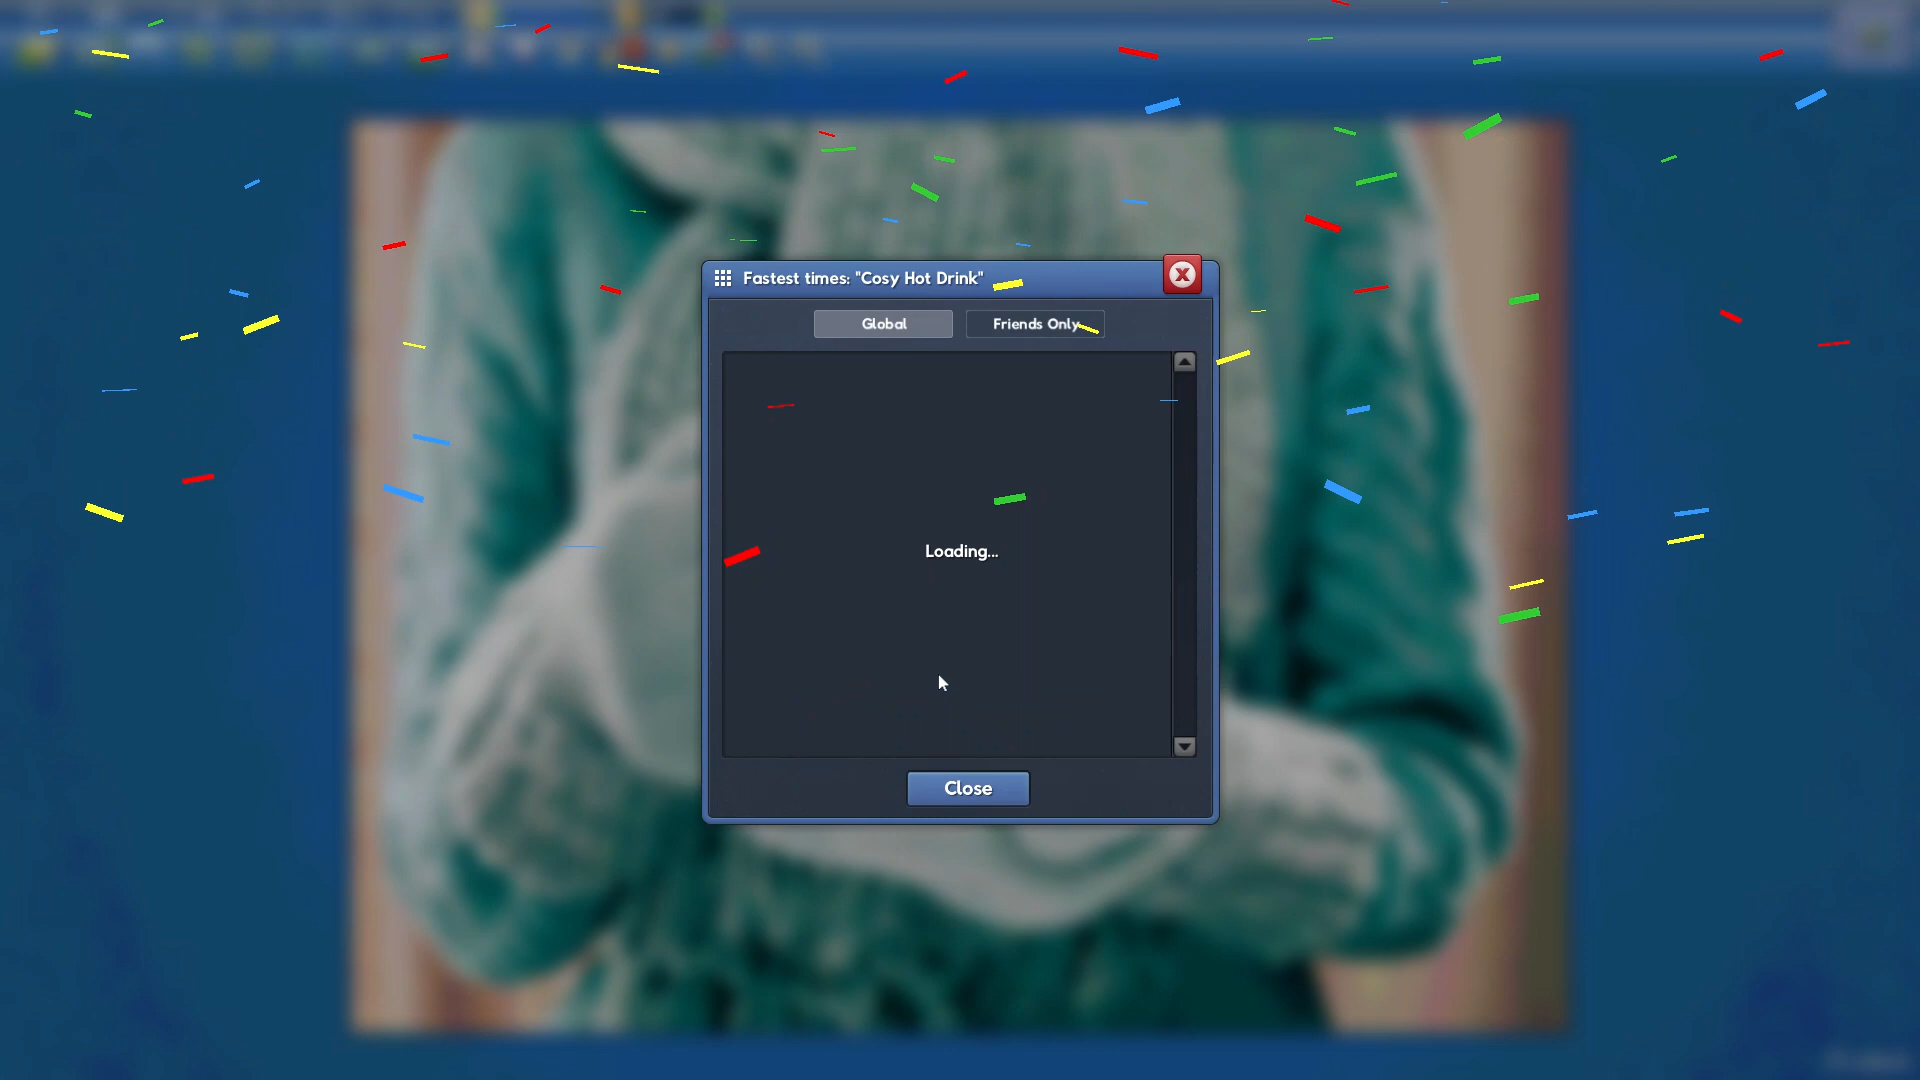 Fastest times: "Cosy Hot Drink"
Global
Friends Only
Loading...
Close